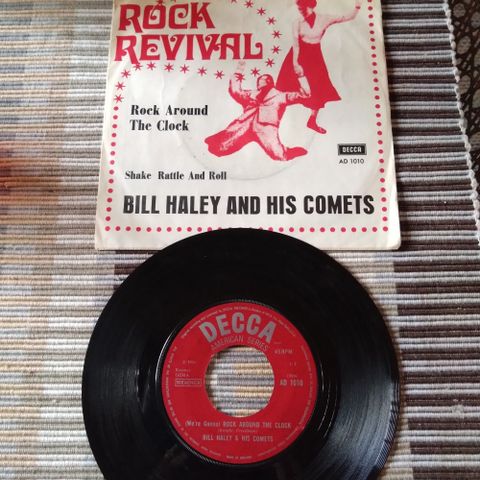 ROCK
REVIVAL
Rock Around
The Clock
DECCA
AD 1010
Shake Rattle And Roll
BILL HALEY AND HIS COMETS
DECCA
AMERICAN SERIES
45RPM
AD 1010
(We're Gonna) ROCK AROUND THE CLOCK
BILL HALEY & HIS COMETS